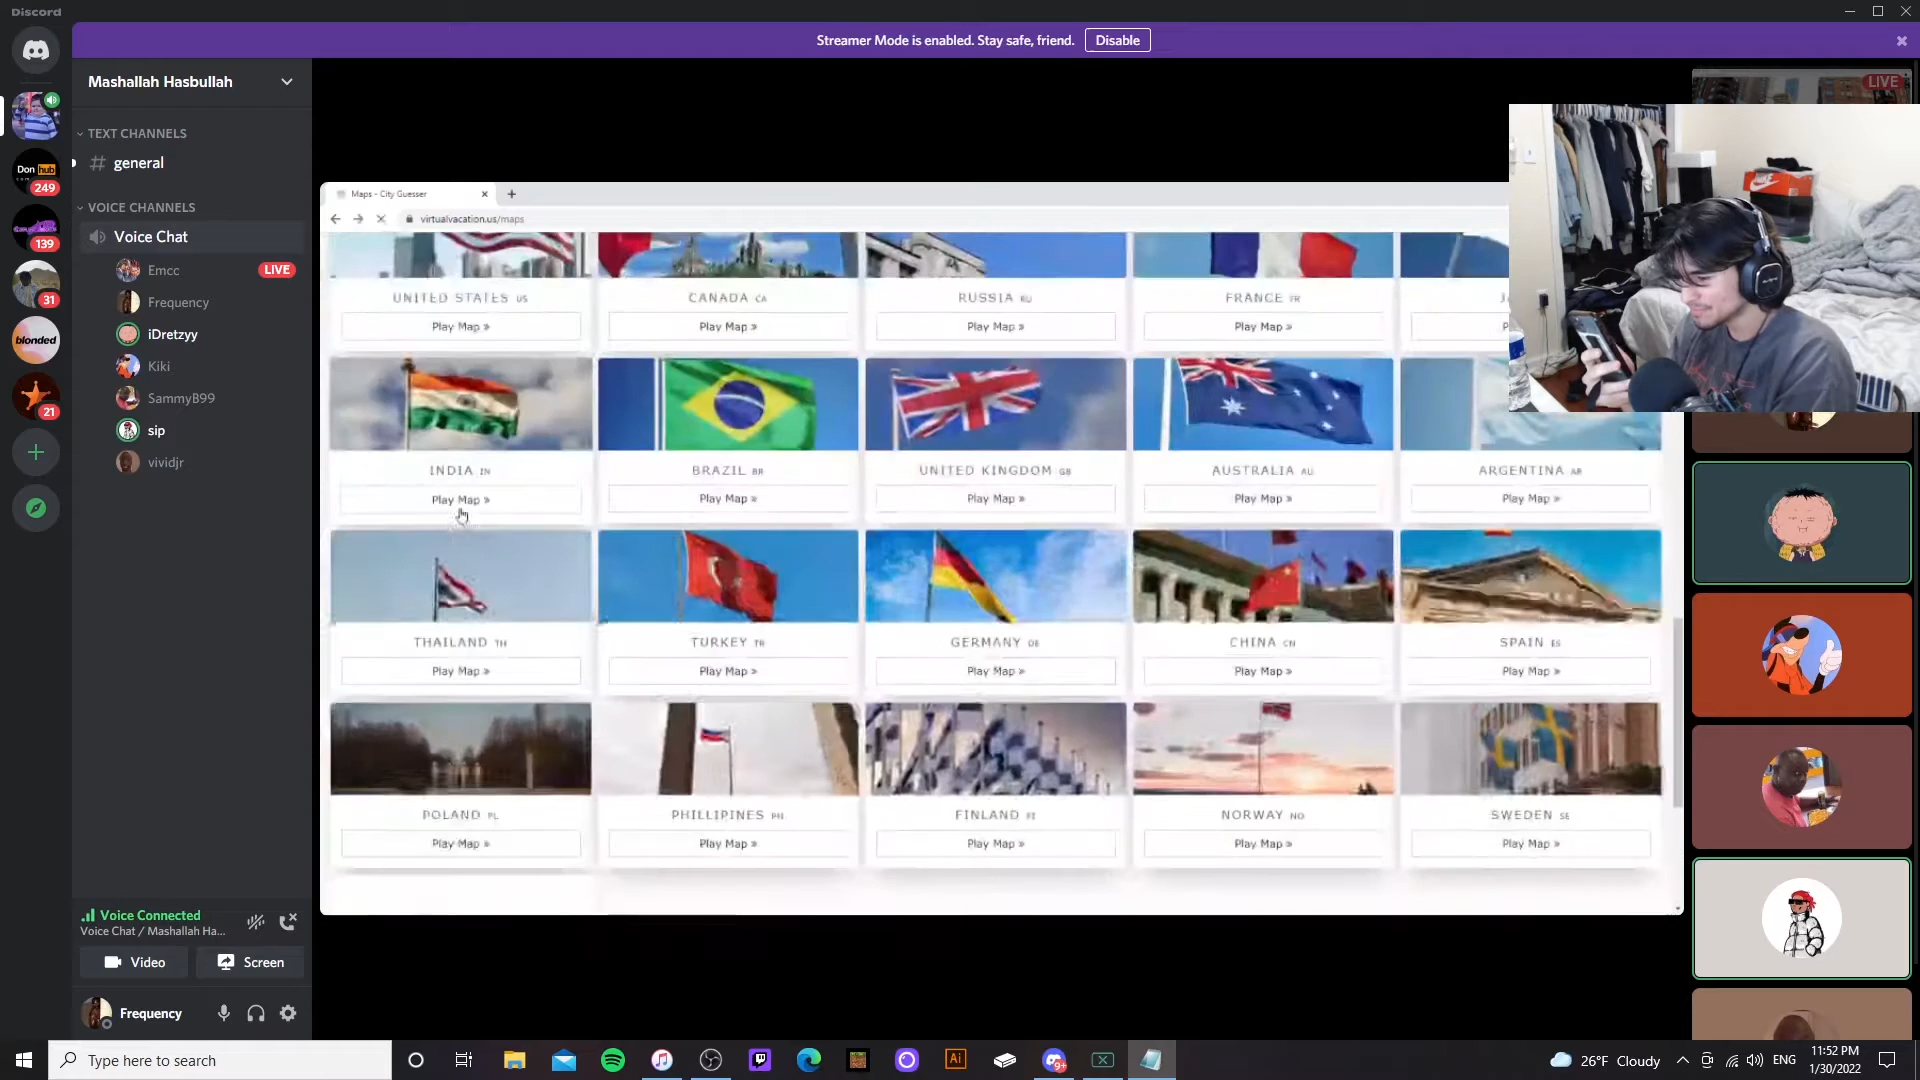 Discord
Streamer Mode is enabled. Stay safe, friend.
Disable
Mashallah Hasbullah
TEXT CHANNELS
general
VOICE CHANNELS
Voice Chat
Emcc
LIVE
Frequency
iDretzyy
Kiki
SammyB99
sip
vividjr
Don hub
249
139
31
blonded
21
Voice Connected
Voice Chat / Mashallah Ha...
Video
Screen
Frequency
Maps - City Guesser
virtualvacation.us/maps
UNITED STATES US
CANADA CA
RUSSIA RU
FRANCE FR
Play Map »
Play Map »
Play Map »
Play Map »
INDIA IN
BRAZIL BR
UNITED KINGDOM GB
AUSTRALIA AU
ARGENTINA AR
Play Map »
Play Map »
Play Map »
Play Map »
Play Map »
THAILAND TH
TURKEY TR
GERMANY DE
CHINA CN
SPAIN ES
Play Map »
Play Map »
Play Map »
Play Map »
Play Map »
POLAND PL
PHILLIPINES PH
FINLAND FI
NORWAY NO
SWEDEN SE
Play Map »
Play Map »
Play Map »
Play Map »
Play Map »
LIVE
Type here to search
Ai
9+
26°F Cloudy
ENG
11:52 PM
1/30/2022